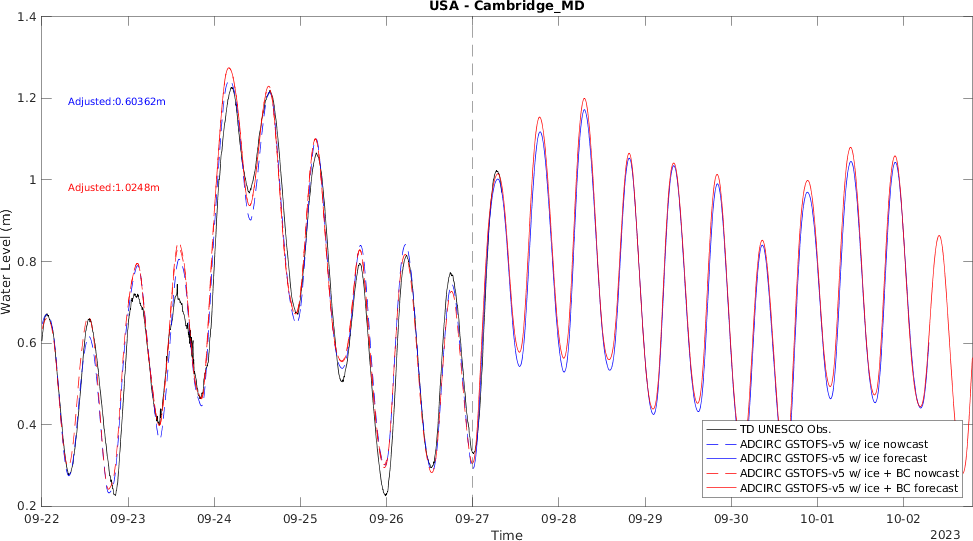 USA - Cambridge_MD
1.4
1.2
1
0.8
0.6
0.4
0.2
Water Level (m)
Adjusted:0.60362m
Adjusted:1.0248m
TD UNESCO Obs.
ADCIRC GSTOFS-v5 w/ ice nowcast
ADCIRC GSTOFS-v5 w/ ice forecast
ADCIRC GSTOFS-v5 w/ ice + BC nowcast
ADCIRC GSTOFS-v5 w/ ice + BC forecast
09-22 09-23 09-24 09-25 09-26 09-27 09-28 09-29 09-30 10-01 10-02
Time
2023